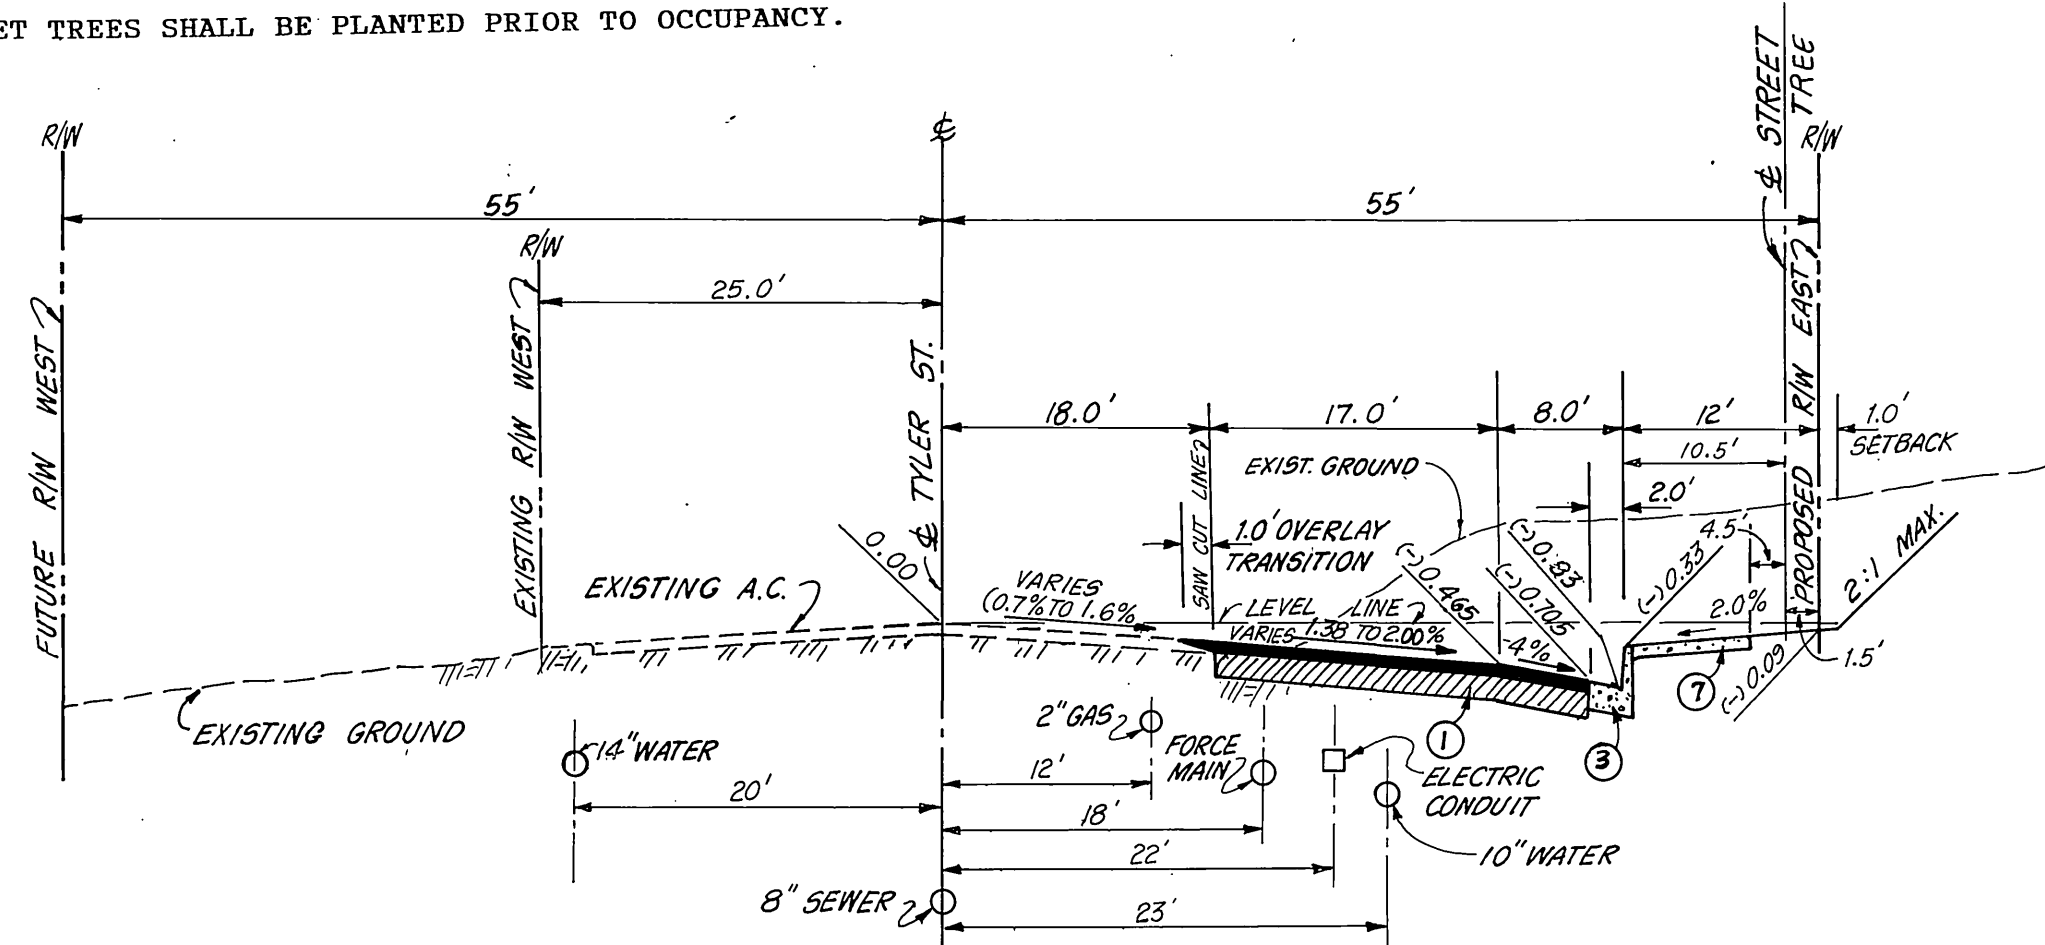 ET TREES SHALL BE PLANTED PRIOR TO OCCUPANCY.
R/W
℄
℄ STREET
TREE
R/W
55'
55'
R/W
25.0'
FUTURE R/W WEST
EXISTING R/W WEST
℄ TYLER ST.
PROPOSED R/W EAST
18.0'
17.0'
8.0'
12'
1.0'
SETBACK
10.5'
EXIST. GROUND
2.0'
SAW CUT LINE
1.0' OVERLAY
TRANSITION
0.00
(-) 0.465
(-) 0.93
(-) 0.705
(-) 0.33
4.5'
2:1 MAX.
EXISTING A.C.
VARIES
(0.7% TO 1.6%
LEVEL LINE
VARIES 1.38 TO 2.00%
-4%
2.0%
1.5'
(-) 0.09
EXISTING GROUND
14" WATER
2" GAS
FORCE
MAIN
1
3
7
ELECTRIC
CONDUIT
12'
20'
18'
10" WATER
22'
8" SEWER
23'